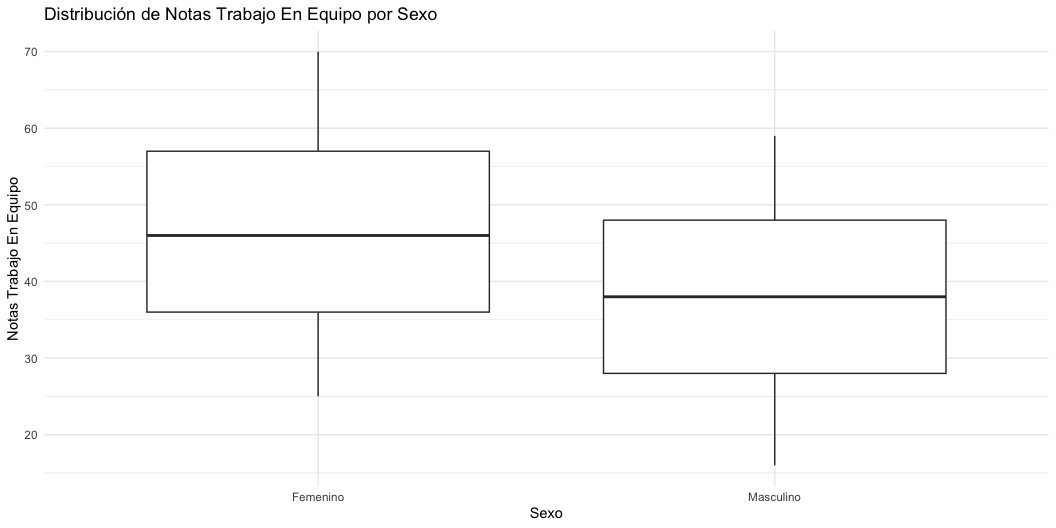 Distribución de Notas Trabajo En Equipo por Sexo
Notas Trabajo En Equipo
70
60
50
40
30
20
Femenino
Masculino
Sexo